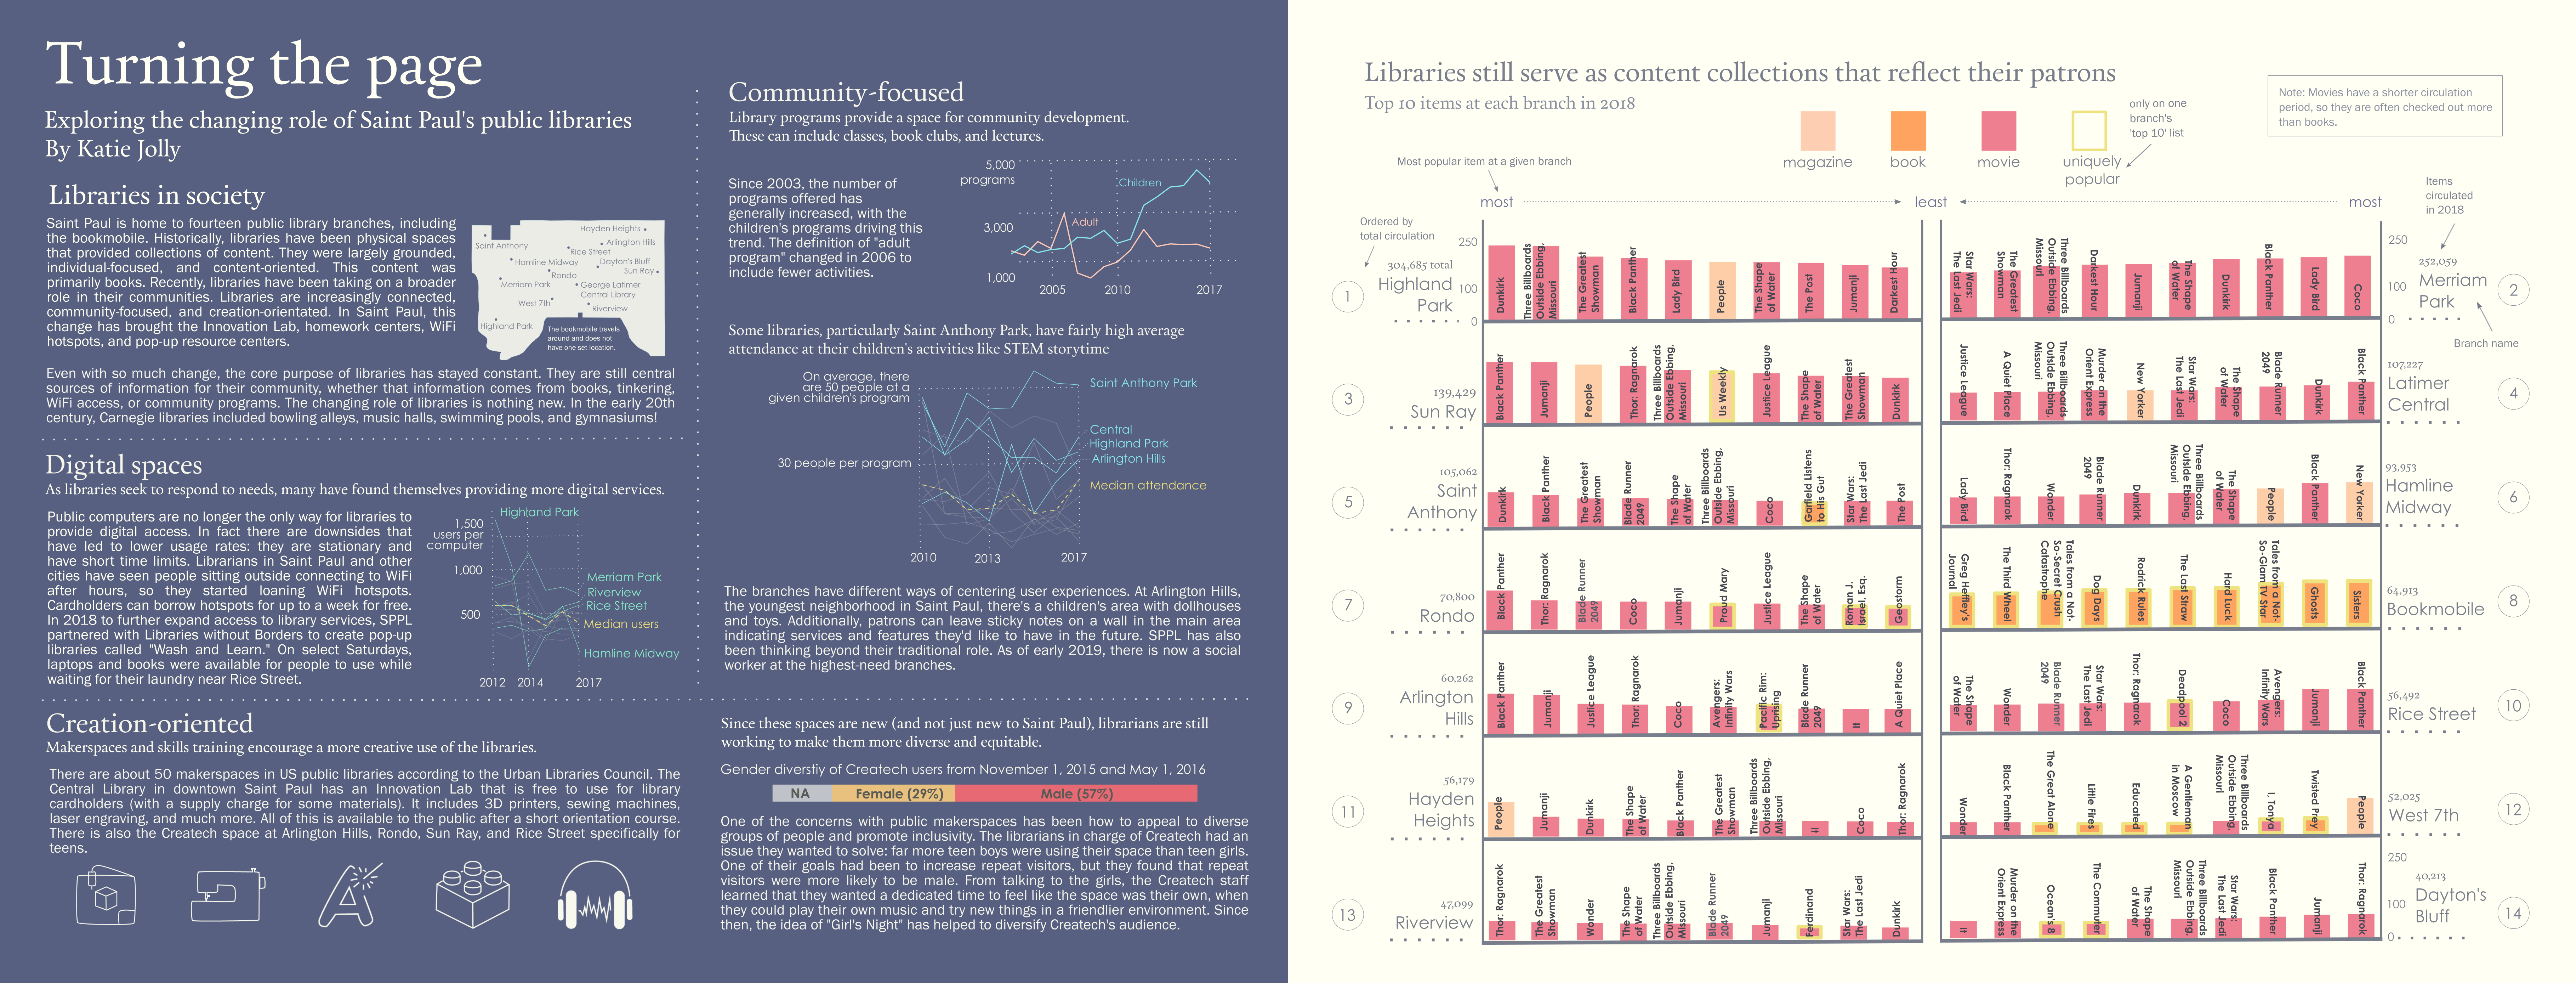 Turning the page
Exploring the changing role of Saint Paul's public libraries
By Katie Jolly
Libraries in society
Saint Paul is home to fourteen public library branches, including
the bookmobile. Historically, libraries have been physical spaces
that provided collections of content. They were largely grounded,
individual-focused, and content-oriented. This content was
primarily books. Recently, libraries have been taking on a broader
role in their communities. Libraries are increasingly connected,
community-focused, and creation-orientated. In Saint Paul, this
change has brought the Innovation Lab, homework centers, WiFi
hotspots, and pop-up resource centers.
Hayden Heights
Saint Anthony
Arlington Hills
Rice Street
Hamline Midway
Dayton's Bluff
Sun Ray
Rondo
Merriam Park
George Latimer
Central Library
West 7th
Riverview
Highland Park
The bookmobile travels
around and does not
have one set location.
Even with so much change, the core purpose of libraries has stayed constant. They are still central
sources of information for their community, whether that information comes from books, tinkering,
WiFi access, or community programs. The changing role of libraries is nothing new. In the early 20th
century, Carnegie libraries included bowling alleys, music halls, swimming pools, and gymnasiums!
Digital spaces
As libraries seek to respond to needs, many have found themselves providing more digital services.
Public computers are no longer the only way for libraries to
provide digital access. In fact there are downsides that
have led to lower usage rates: they are stationary and
have short time limits. Librarians in Saint Paul and other
cities have seen people sitting outside connecting to WiFi
after hours, so they started loaning WiFi hotspots.
Cardholders can borrow hotspots for up to a week for free.
In 2018 to further expand access to library services, SPPL
partnered with Libraries without Borders to create pop-up
libraries called "Wash and Learn." On select Saturdays,
laptops and books were available for people to use while
waiting for their laundry near Rice Street.
Highland Park
1,500
users per
computer
1,000
500
Merriam Park
Riverview
Rice Street
Median users
Hamline Midway
2012 2014 2017
Creation-oriented
Makerspaces and skills training encourage a more creative use of the libraries.
There are about 50 makerspaces in US public libraries according to the Urban Libraries Council. The
Central Library in downtown Saint Paul has an Innovation Lab that is free to use for library
cardholders (with a supply charge for some materials). It includes 3D printers, sewing machines,
laser engraving, and much more. All of this is available to the public after a short orientation course.
There is also the Createch space at Arlington Hills, Rondo, Sun Ray, and Rice Street specifically for
teens.
Community-focused
Library programs provide a space for community development.
These can include classes, book clubs, and lectures.
Since 2003, the number of
programs offered has
generally increased, with the
children's programs driving this
trend. The definition of "adult
program" changed in 2006 to
include fewer activities.
5,000
programs
3,000
1,000
Children
Adult
2005 2010 2017
Some libraries, particularly Saint Anthony Park, have fairly high average
attendance at their children's activities like STEM storytime
On average, there
are 50 people at a
given children's program
30 people per program
Saint Anthony Park
Central
Highland Park
Arlington Hills
Median attendance
2010 2013 2017
The branches have different ways of centering user experiences. At Arlington Hills,
the youngest neighborhood in Saint Paul, there's a children's area with dollhouses
and toys. Additionally, patrons can leave sticky notes on a wall in the main area
indicating services and features they'd like to have in the future. SPPL has also
been thinking beyond their traditional role. As of early 2019, there is now a social
worker at the highest-need branches.
Since these spaces are new (and not just new to Saint Paul), librarians are still
working to make them more diverse and equitable.
Gender diverstiy of Createch users from November 1, 2015 and May 1, 2016
NA Female (29%) Male (57%)
One of the concerns with public makerspaces has been how to appeal to diverse
groups of people and promote inclusivity. The librarians in charge of Createch had an
issue they wanted to solve: far more teen boys were using their space than teen girls.
One of their goals had been to increase repeat visitors, but they found that repeat
visitors were more likely to be male. From talking to the girls, the Createch staff
learned that they wanted a dedicated time to feel like the space was their own, when
they could play their own music and try new things in a friendlier environment. Since
then, the idea of "Girl's Night" has helped to diversify Createch's audience.
Libraries still serve as content collections that reflect their patrons
Top 10 items at each branch in 2018
magazine
book
movie
uniquely
popular
only on one
branch's
'top 10' list
Note: Movies have a shorter circulation
period, so they are often checked out more
than books.
Most popular item at a given branch
most least most
Items
circulated
in 2018
Ordered by
total circulation
250
100
0
1
304,685 total
Highland
Park
Dunkirk
Three Billboards
Outside Ebbing,
Missouri
The Greatest
Showman
Black Panther
Lady Bird
People
The Shape
of Water
The Post
Jumanji
Darkest Hour
Star Wars:
The Last Jedi
The Greatest
Showman
Three Billboards
Outside Ebbing,
Missouri
Darkest Hour
Jumanji
The Shape
of Water
Dunkirk
Black Panther
Lady Bird
Coco
250
100
0
252,059
Merriam
Park
2
Branch name
3
139,429
Sun Ray
Black Panther
Jumanji
People
Thor: Ragnarok
Three Billboards
Outside Ebbing,
Missouri
Us Weekly
Justice League
The Shape
of Water
The Greatest
Showman
Dunkirk
Justice League
A Quiet Place
Three Billboards
Outside Ebbing,
Missouri
Murder on the
Orient Express
New Yorker
Star Wars:
The Last Jedi
The Shape
of Water
Blade Runner
2049
Dunkirk
Black Panther
107,227
Latimer
Central
4
5
105,062
Saint
Anthony
Dunkirk
Black Panther
The Greatest
Showman
Blade Runner
2049
The Shape
of Water
Three Billboards
Outside Ebbing,
Missouri
Coco
Garfield Listens
to His Gut
Star Wars:
The Last Jedi
The Post
Lady Bird
Thor: Ragnarok
Wonder
Blade Runner
2049
Dunkirk
Three Billboards
Outside Ebbing,
Missouri
The Shape
of Water
People
Black Panther
New Yorker
93,953
Hamline
Midway
6
7
70,800
Rondo
Black Panther
Thor: Ragnarok
Blade Runner
2049
Coco
Jumanji
Proud Mary
Justice League
The Shape
of Water
Roman J.
Israel, Esq.
Geostorm
Greg Heffley's
Journal
The Third Wheel
Tales from a Not-
So-Secret Crush
Catastrophe
Dog Days
Rodrick Rules
The Last Straw
Hard Luck
Tales from a Not-
So-Glam TV Star
Ghosts
Sisters
64,913
Bookmobile
8
9
60,262
Arlington
Hills
Black Panther
Jumanji
Justice League
Thor: Ragnarok
Coco
Avengers:
Infinity Wars
Pacific Rim:
Uprising
Blade Runner
2049
It
A Quiet Place
The Shape
of Water
Wonder
Blade Runner
2049
Star Wars:
The Last Jedi
Thor: Ragnarok
Deadpool 2
Coco
Avengers:
Infinity Wars
Jumanji
Black Panther
56,492
Rice Street
10
11
56,179
Hayden
Heights
People
Jumanji
Dunkirk
The Shape
of Water
Black Panther
The Greatest
Showman
Three Billboards
Outside Ebbing,
Missouri
It
Coco
Thor: Ragnarok
Wonder
Black Panther
The Great Alone
Little Fires
Educated
A Gentleman
in Moscow
Three Billboards
Outside Ebbing,
Missouri
I, Tonya
Twisted Prey
People
52,025
West 7th
12
13
47,099
Riverview
Thor: Ragnarok
The Greatest
Showman
Wonder
The Shape
of Water
Three Billboards
Outside Ebbing,
Missouri
Blade Runner
2049
Jumanji
Ferdinand
Star Wars:
The Last Jedi
Dunkirk
It
Murder on the
Orient Express
Ocean's 8
The Commuter
The Shape
of Water
Three Billboards
Outside Ebbing,
Missouri
Star Wars:
The Last Jedi
Black Panther
Jumanji
Thor: Ragnarok
250
100
0
40,213
Dayton's
Bluff
14